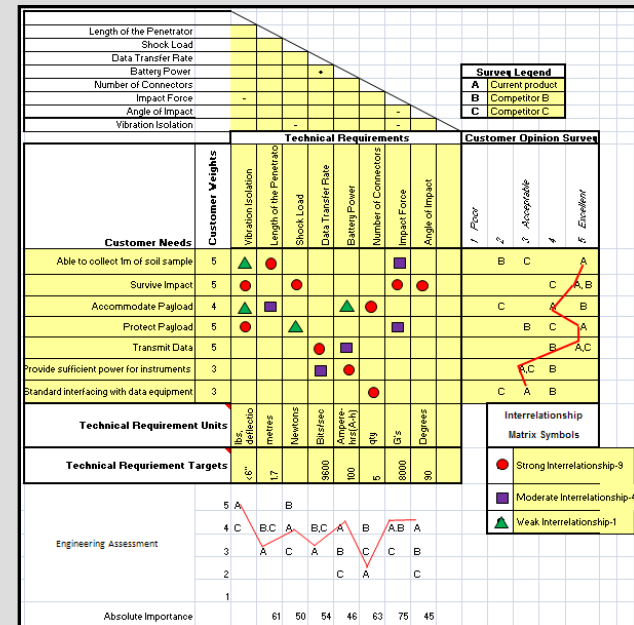 Length of the Penetrator
Shock Load
Data Transfer Rate
Battery Power •
Number of Connectors
Impact Force -
Angle of Impact -
Vibration Isolation - -
Survey Legend
A Current product
B Competitor B
C Competitor C
Technical Requirements
Customer Opinion Survey
Customer Needs
Customer Weights
Vibration Isolation
Length of the Penetrato
Shock Load
Data Transfer Rate
Battery Power
Number of Connectors
Impact Force
Angle of Impact
1 Poor
2
3 Acceptable
4
5 Excellent
Able to collect 1m of soil sample 5 B C A
Survive Impact 5 C A,B
Accommodate Payload 4 C A B
Protect Payload 5 B C A
Transmit Data 5 B A,C
Provide sufficient power for instruments 3 A,C B
Standard interfacing with data equipment 3 C A B
Technical Requirement Units
lbs, deflectio
metres
Newtons
Bits/sec
Ampere-hrs(A-h)
qty
G's
Degrees
Technical Requriement Targets
<6"
1.7
9600
100
5
8000
90
Interrelationship
Matrix Symbols
Strong Interrelationship-9
Moderate Interrelationship-4
Weak Interrelationship-1
Engineering Assessment
5 A B
4 C B,C A B,C A B A,B A
3 A C A B C C B
2 C A C
1
Absolute Importance 61 50 54 46 63 75 45